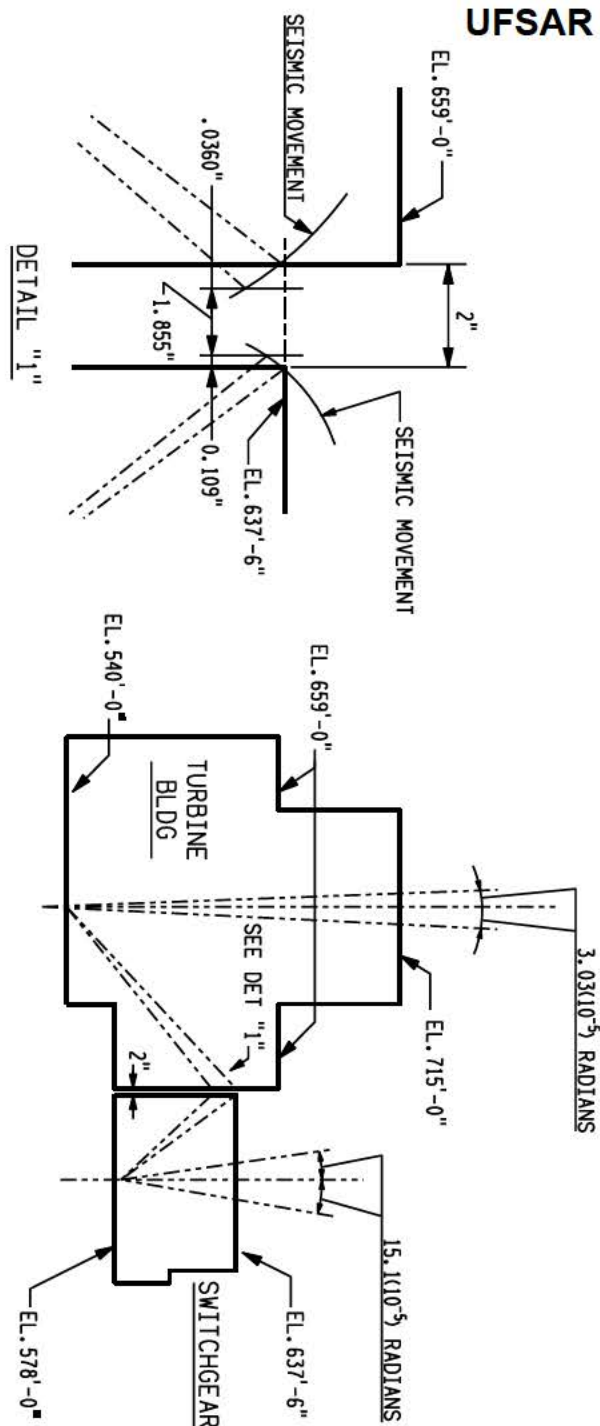 UFSAR
EL.659'-0"
SEISMIC MOVEMENT
2"
SEISMIC MOVEMENT
.0360"
1.855"
0.109"
EL.637'-6"
DETAIL "1"
3.03(10⁻⁵) RADIANS
EL.715'-0"
EL.659'-0"
EL.540'-0"
TURBINE
BLDG
SEE DET "1"
2"
15.1(10⁻⁵) RADIANS
EL.637'-6"
SWITCHGEAR
EL.578'-0"